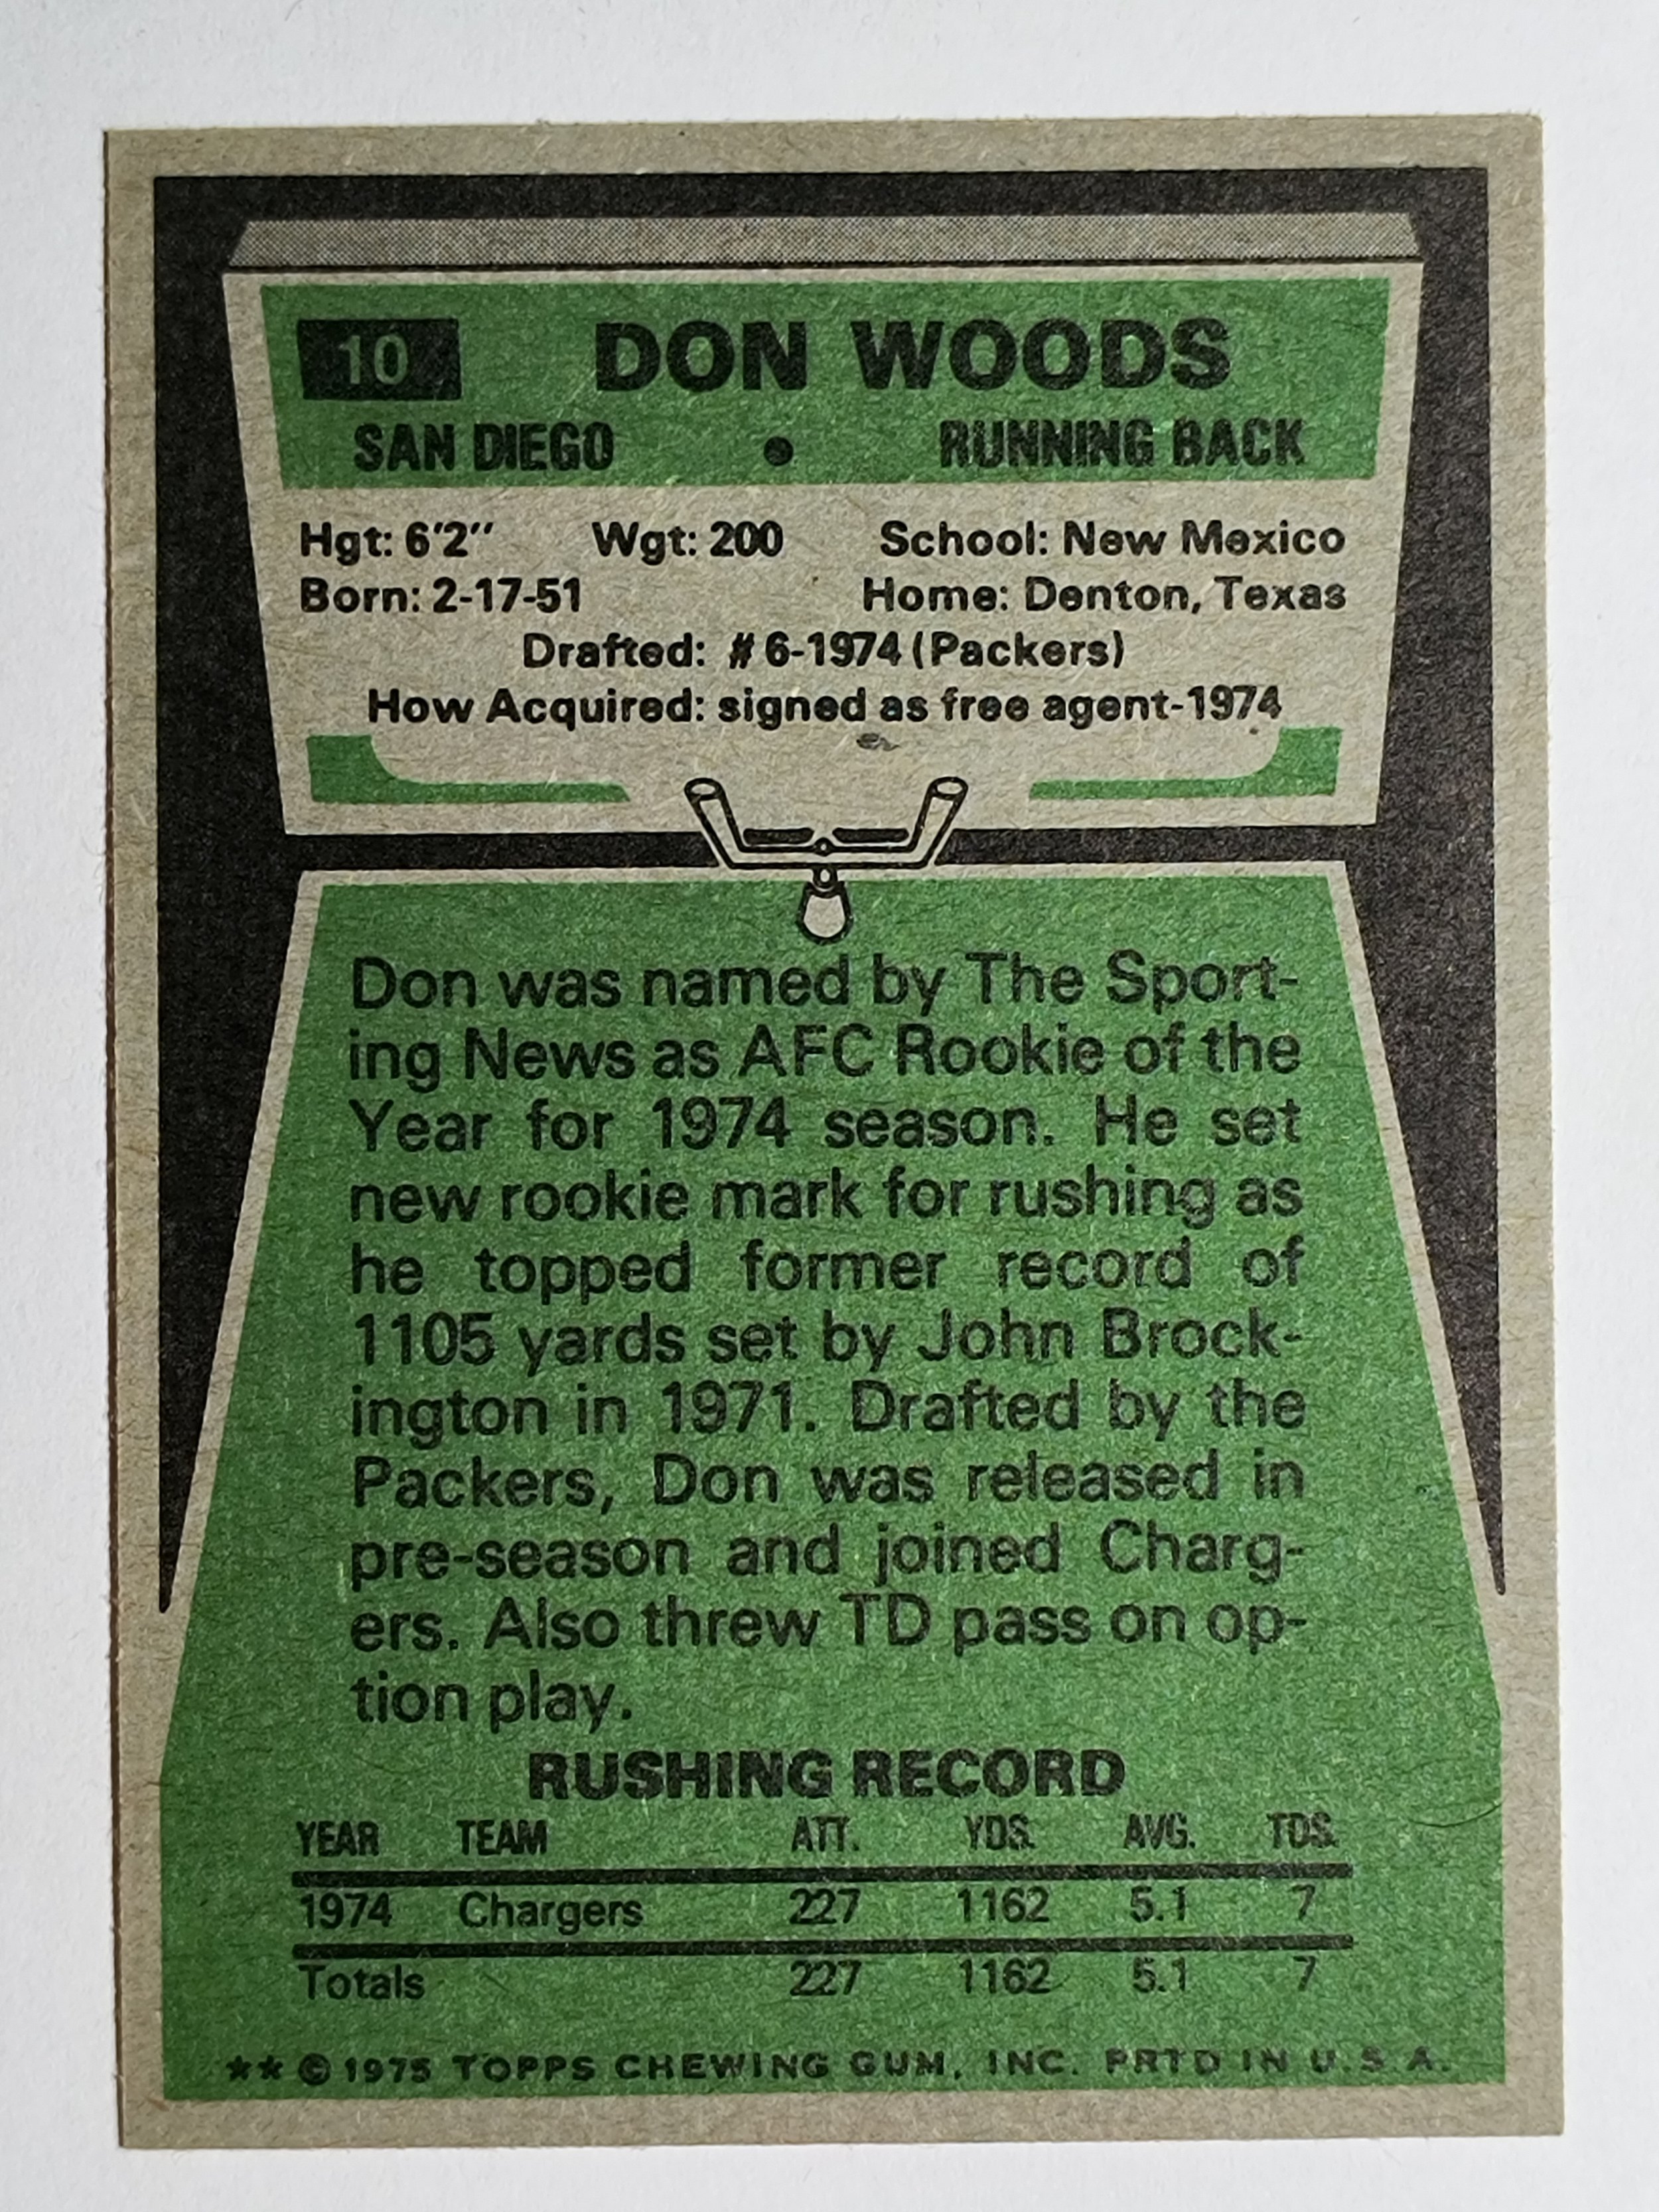 10 DON WOODS
SAN DIEGO • RUNNING BACK
Hgt: 6'2" Wgt: 200 School: New Mexico
Born: 2-17-51 Home: Denton, Texas
Drafted: #6-1974 (Packers)
How Acquired: signed as free agent-1974
Don was named by The Sport-
ing News as AFC Rookie of the
Year for 1974 season. He set
new rookie mark for rushing as
he topped former record of
1105 yards set by John Brock-
ington in 1971. Drafted by the
Packers, Don was released in
pre-season and joined Charg-
ers. Also threw TD pass on op-
tion play.
RUSHING RECORD
YEAR TEAM ATT. YDS. AVG. TDS.
1974 Chargers 227 1162 5.1 7
Totals 227 1162 5.1 7
** © 1975 TOPPS CHEWING GUM, INC. PRTD IN U.S.A.